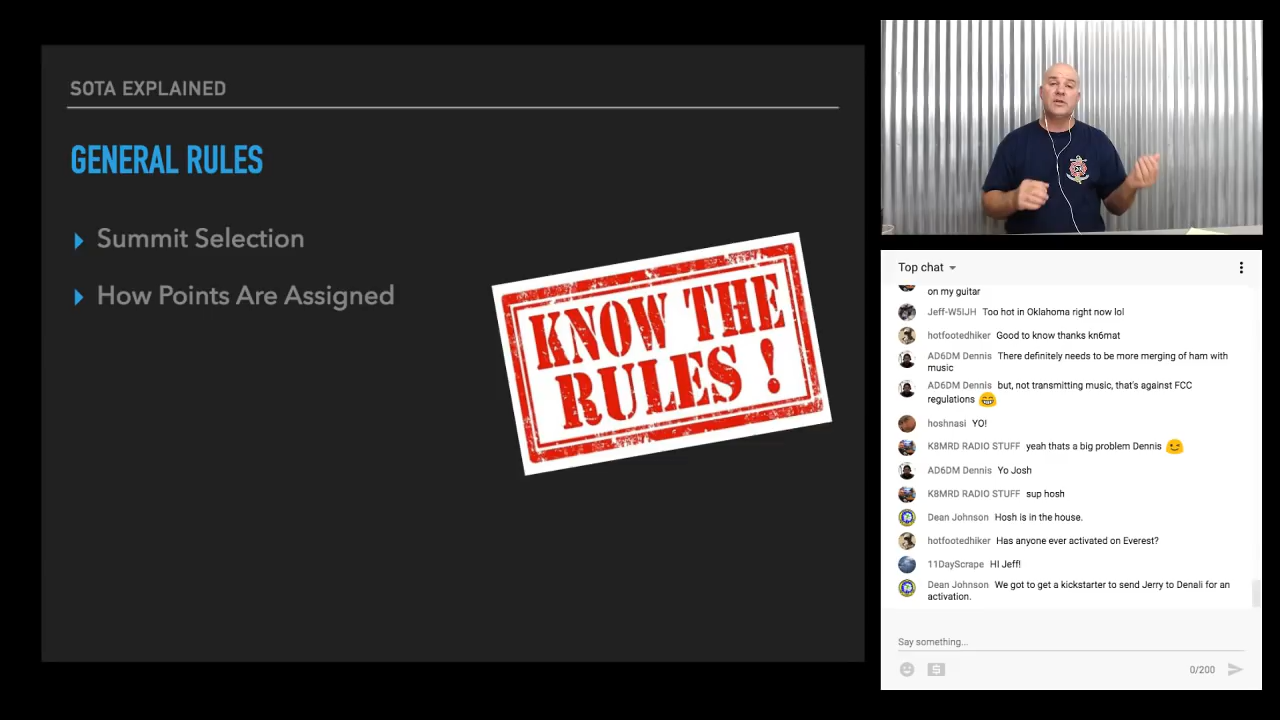 SOTA EXPLAINED
GENERAL RULES
Summit Selection
How Points Are Assigned
KNOW THE
RULES !
Top chat
on my guitar
Jeff-W5IJH Too hot in Oklahoma right now lol
hotfootedhiker Good to know thanks kn6mat
AD6DM Dennis There definitely needs to be more merging of ham with
music
AD6DM Dennis but, not transmitting music, that's against FCC
regulations
hoshnasi YO!
K8MRD RADIO STUFF yeah thats a big problem Dennis
AD6DM Dennis Yo Josh
K8MRD RADIO STUFF sup hosh
Dean Johnson Hosh is in the house.
hotfootedhiker Has anyone ever activated on Everest?
11DayScrape HI Jeff!
Dean Johnson We got to get a kickstarter to send Jerry to Denali for an
activation.
Say something...
0/200